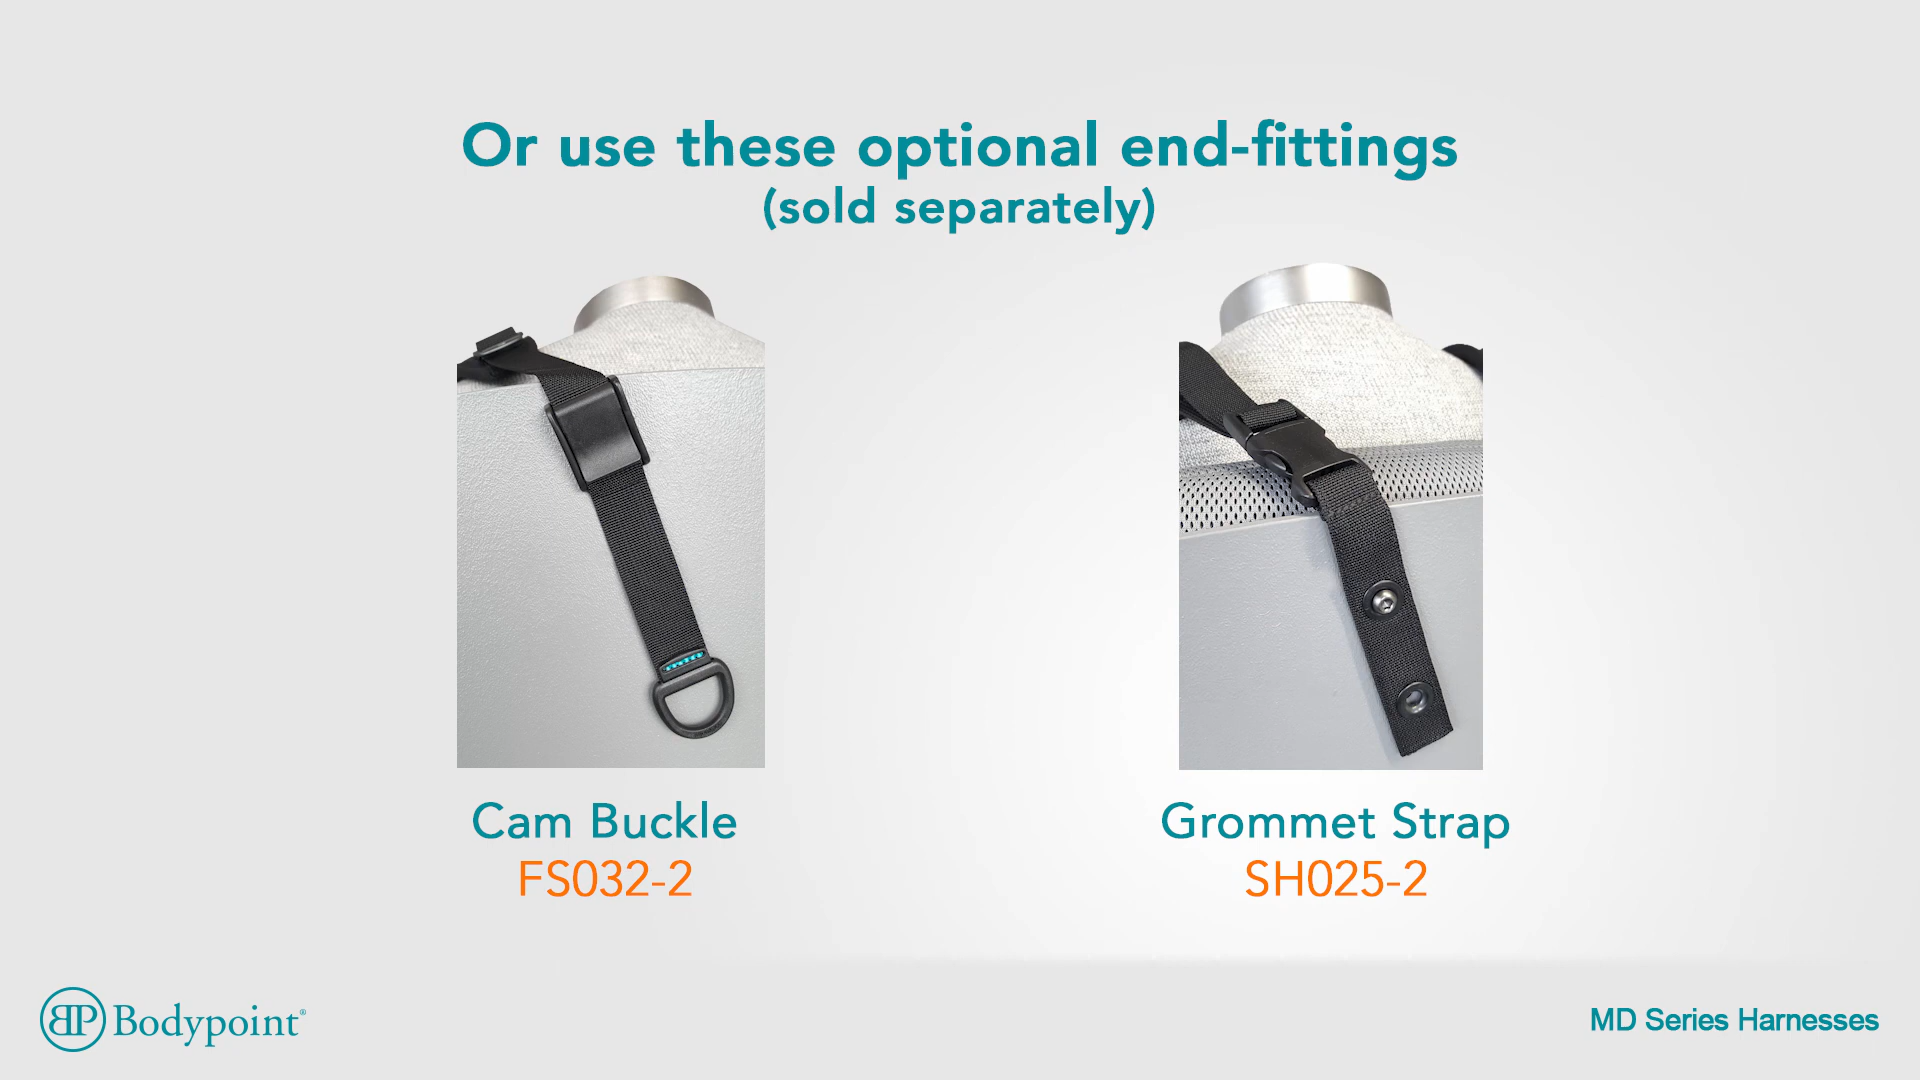 Or use these optional end-fittings
(sold separately)
Cam Buckle
FS032-2
Grommet Strap
SH025-2
BP Bodypoint®
MD Series Harnesses